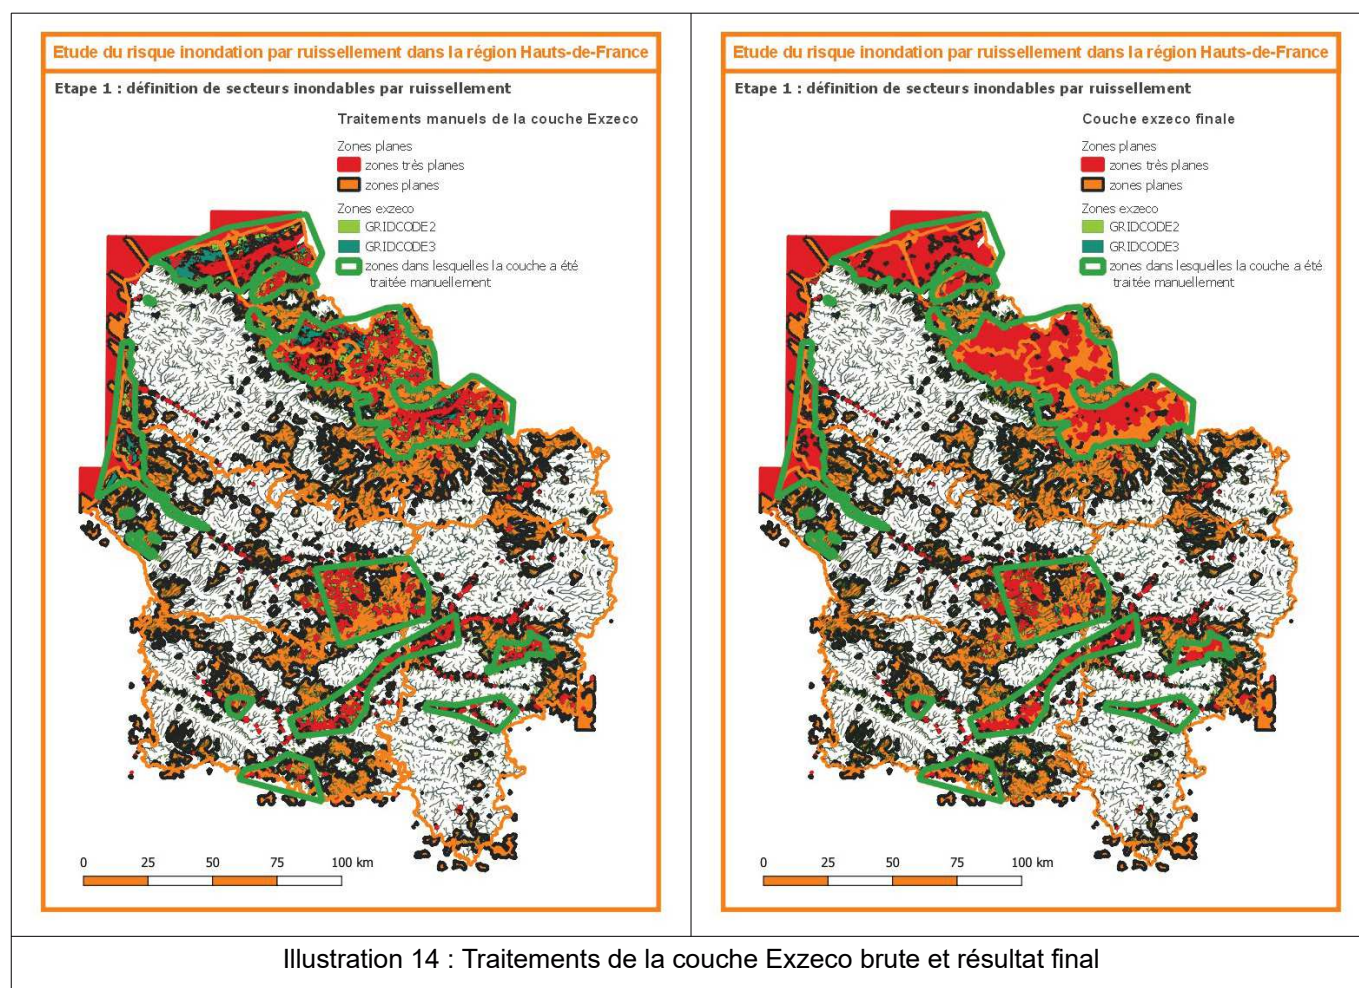 Etude du risque inondation par ruissellement dans la région Hauts-de-France
Etape 1 : définition de secteurs inondables par ruissellement
Traitements manuels de la couche Exzeco
Zones planes
zones très planes
zones planes
Zones exzeco
GRIDCODE2
GRIDCODE3
zones dans lesquelles la couche a été
traitée manuellement
0 25 50 75 100 km
Etude du risque inondation par ruissellement dans la région Hauts-de-France
Etape 1 : définition de secteurs inondables par ruissellement
Couche exzeco finale
Zones planes
zones très planes
zones planes
Zones exzeco
GRIDCODE2
GRIDCODE3
zones dans lesquelles la couche a été
traitée manuellement
0 25 50 75 100 km
Illustration 14 : Traitements de la couche Exzeco brute et résultat final